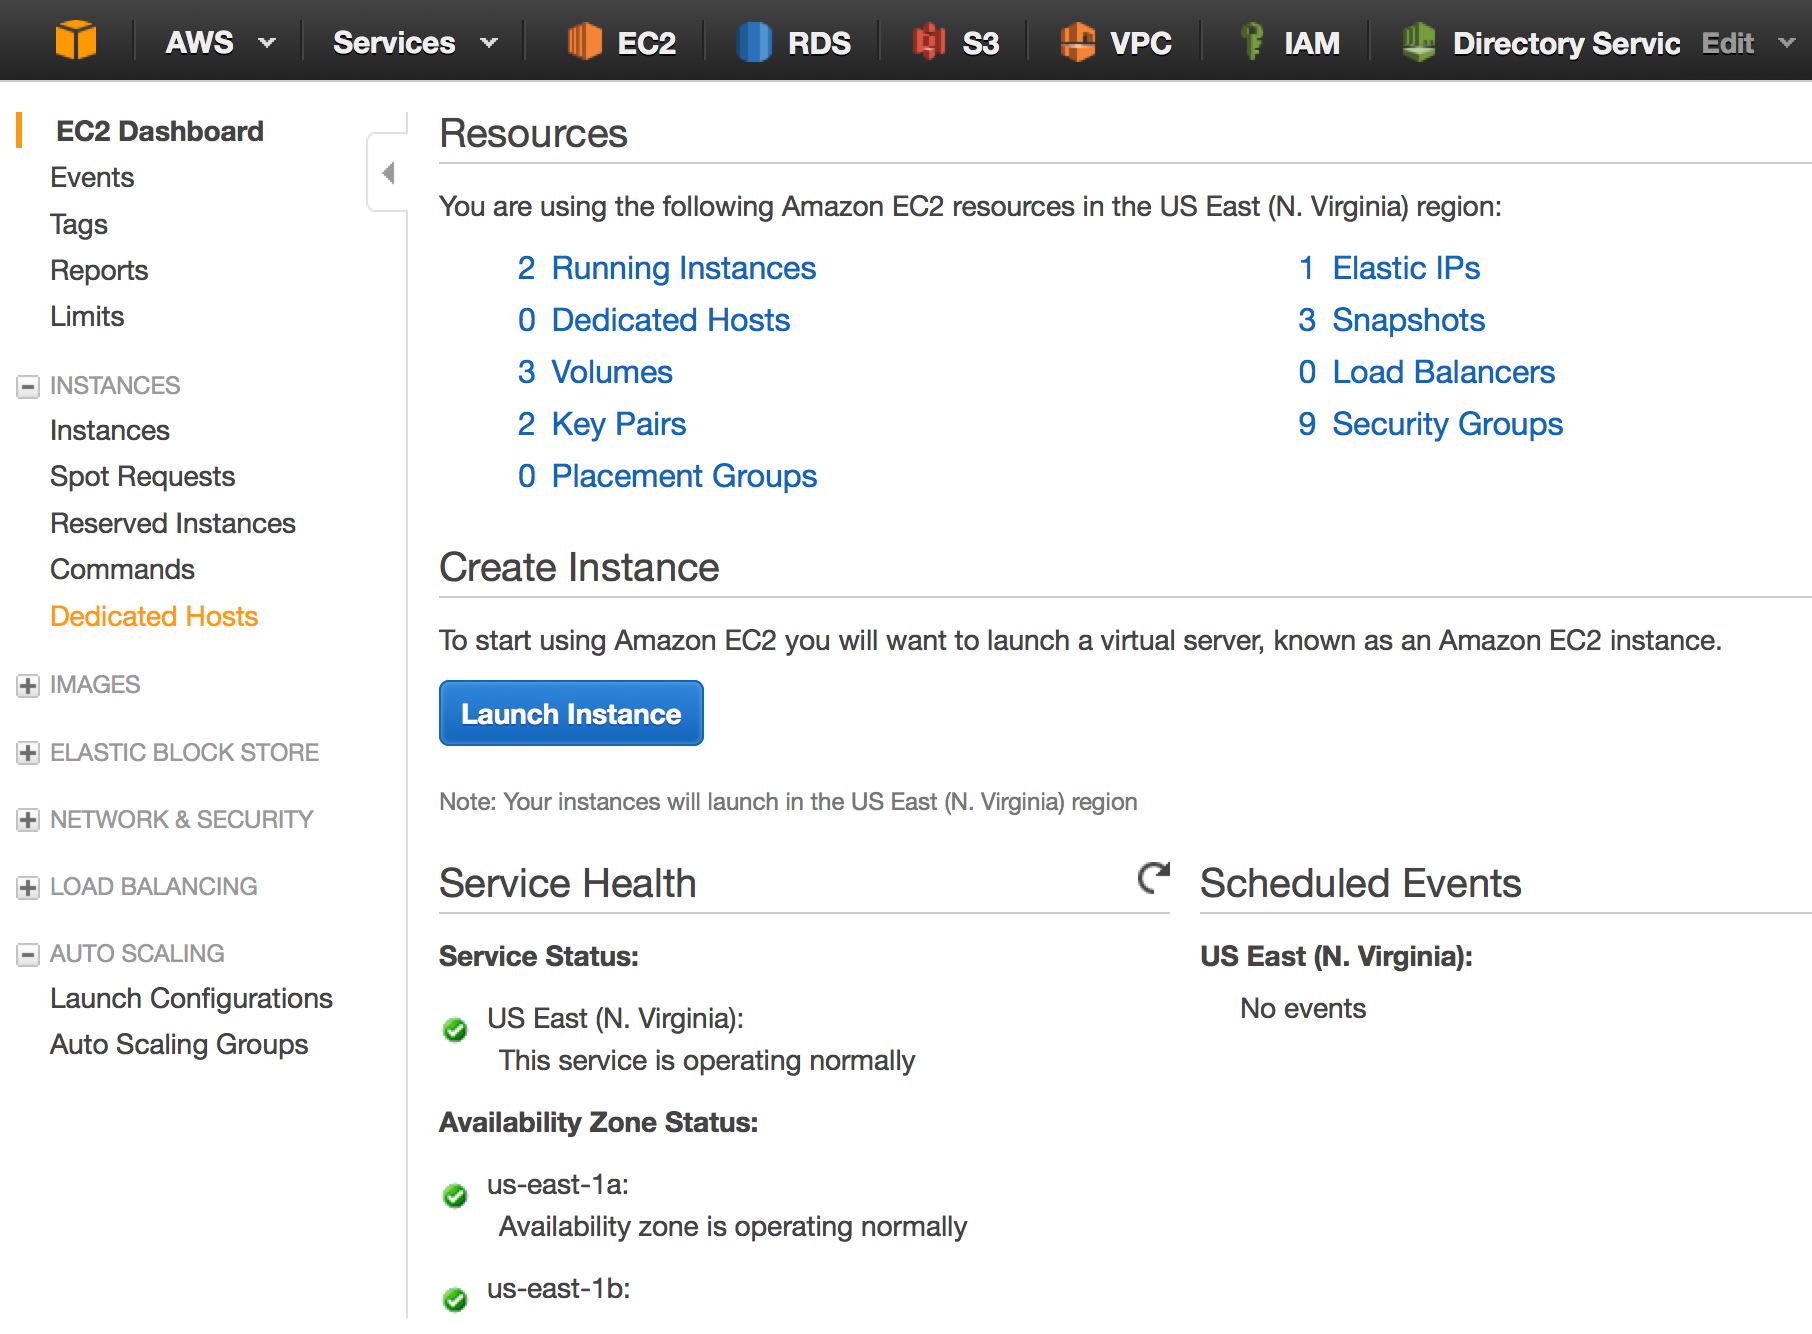 AWS Services EC2 RDS S3 VPC IAM Directory Servic Edit
EC2 Dashboard
Events
Tags
Reports
Limits
INSTANCES
Instances
Spot Requests
Reserved Instances
Commands
Dedicated Hosts
IMAGES
ELASTIC BLOCK STORE
NETWORK & SECURITY
LOAD BALANCING
AUTO SCALING
Launch Configurations
Auto Scaling Groups
Resources
You are using the following Amazon EC2 resources in the US East (N. Virginia) region:
2 Running Instances
0 Dedicated Hosts
3 Volumes
2 Key Pairs
0 Placement Groups
1 Elastic IPs
3 Snapshots
0 Load Balancers
9 Security Groups
Create Instance
To start using Amazon EC2 you will want to launch a virtual server, known as an Amazon EC2 instance.
Launch Instance
Note: Your instances will launch in the US East (N. Virginia) region
Service Health
Service Status:
US East (N. Virginia):
This service is operating normally
Availability Zone Status:
us-east-1a:
Availability zone is operating normally
us-east-1b:
Scheduled Events
US East (N. Virginia):
No events